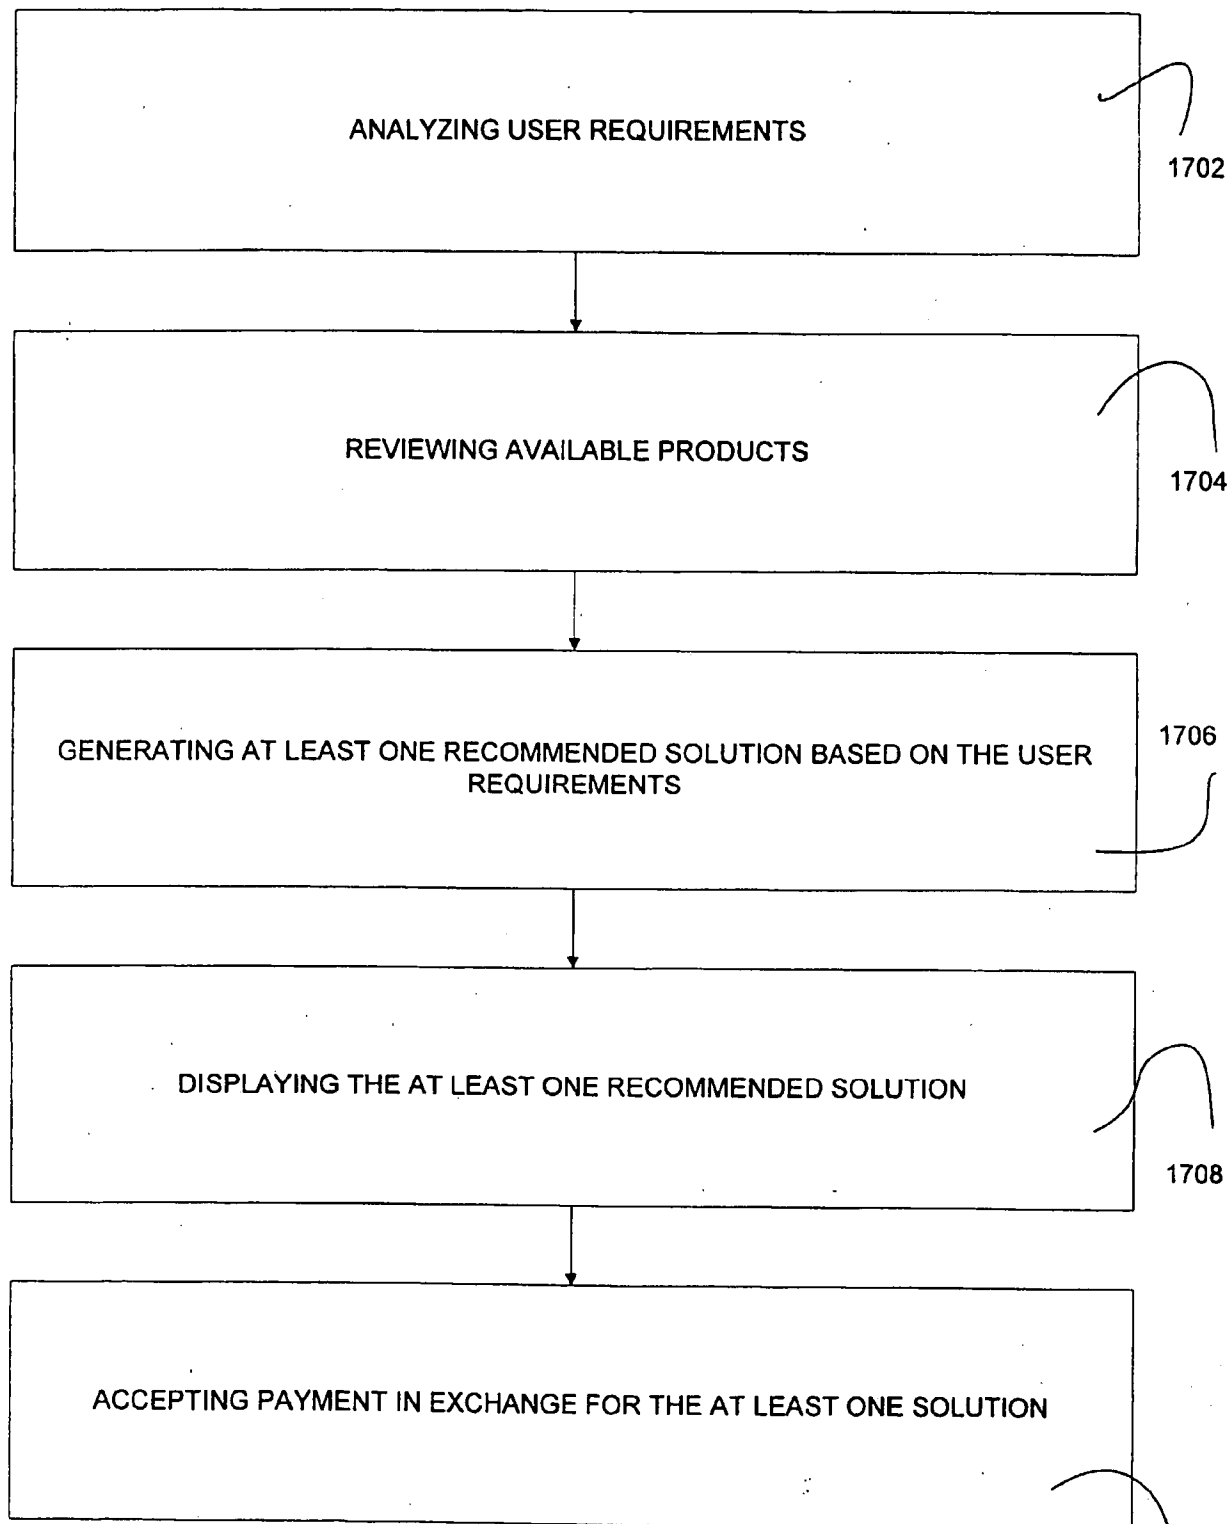 ANALYZING USER REQUIREMENTS
1702
REVIEWING AVAILABLE PRODUCTS
1704
GENERATING AT LEAST ONE RECOMMENDED SOLUTION BASED ON THE USER
REQUIREMENTS
1706
DISPLAYING THE AT LEAST ONE RECOMMENDED SOLUTION
1708
ACCEPTING PAYMENT IN EXCHANGE FOR THE AT LEAST ONE SOLUTION